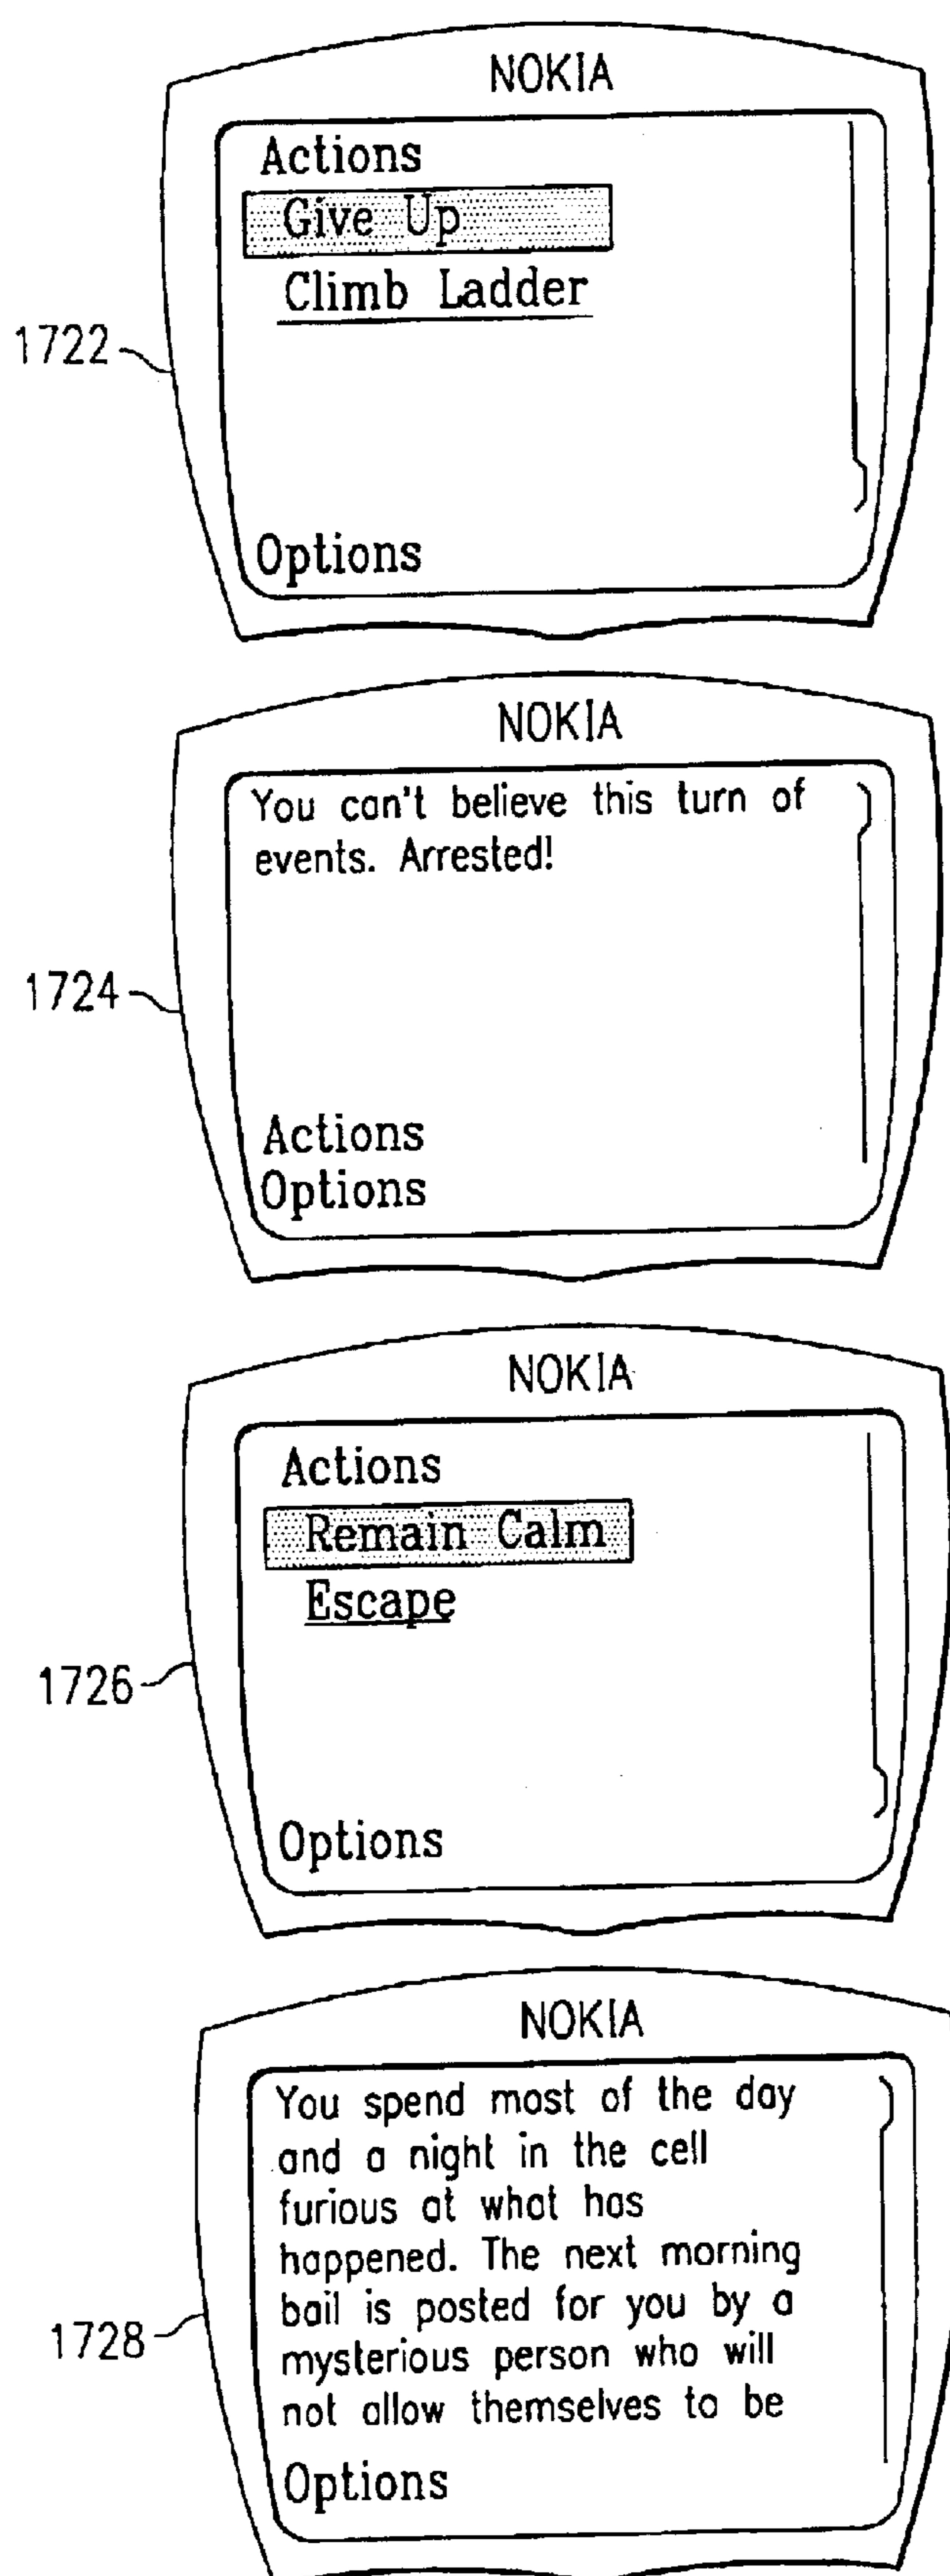 NOKIA
Actions
Give Up
Climb Ladder
1722
Options
NOKIA
You can't believe this turn of
events. Arrested!
1724
Actions
Options
NOKIA
Actions
Remain Calm
Escape
1726
Options
NOKIA
You spend most of the day
and a night in the cell
furious at what has
happened. The next morning
bail is posted for you by a
1728
mysterious person who will
not allow themselves to be
Options